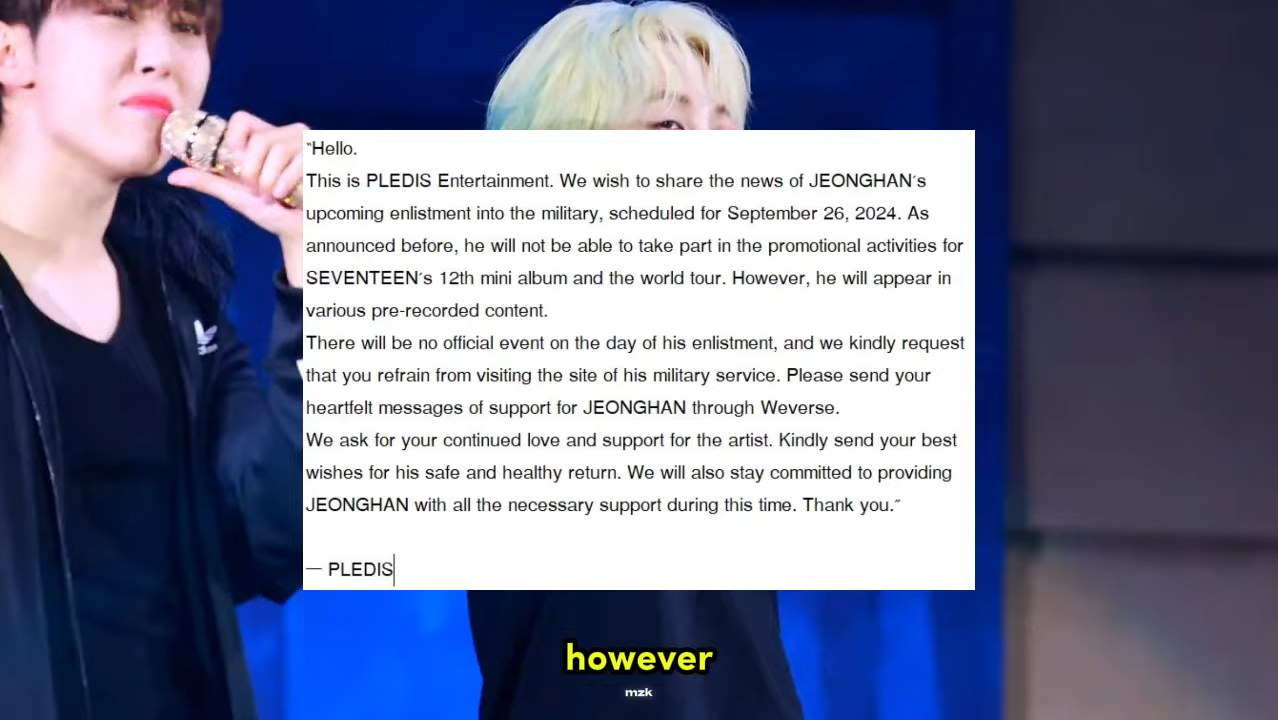 “Hello.
This is PLEDIS Entertainment. We wish to share the news of JEONGHAN’s
upcoming enlistment into the military, scheduled for September 26, 2024. As
announced before, he will not be able to take part in the promotional activities for
SEVENTEEN’s 12th mini album and the world tour. However, he will appear in
various pre-recorded content.
There will be no official event on the day of his enlistment, and we kindly request
that you refrain from visiting the site of his military service. Please send your
heartfelt messages of support for JEONGHAN through Weverse.
We ask for your continued love and support for the artist. Kindly send your best
wishes for his safe and healthy return. We will also stay committed to providing
JEONGHAN with all the necessary support during this time. Thank you.”
— PLEDIS
however
mzk